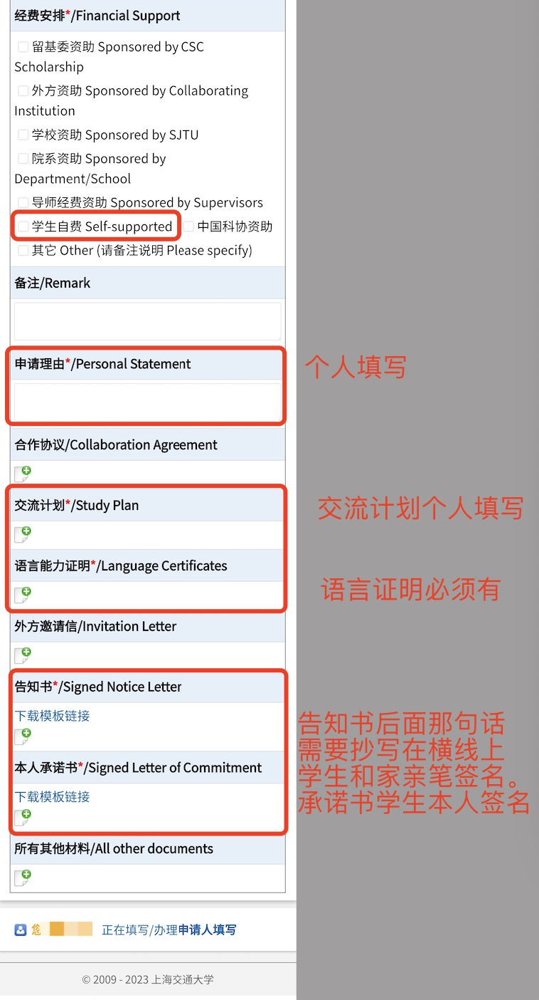 经费安排*/Financial Support
留基委资助 Sponsored by CSC
Scholarship
外方资助 Sponsored by Collaborating
Institution
学校资助 Sponsored by SJTU
院系资助 Sponsored by
Department/School
导师经费资助 Sponsored by Supervisors
学生自费 Self-supported 中国科协资助
其它 Other (请备注说明 Please specify)
备注/Remark
申请理由*/Personal Statement
个人填写
合作协议/Collaboration Agreement
交流计划*/Study Plan
交流计划个人填写
语言能力证明*/Language Certificates
语言证明必须有
外方邀请信/Invitation Letter
告知书*/Signed Notice Letter
下载模板链接
告知书后面那句话
需要抄写在横线上
学生和家亲笔签名。
承诺书学生本人签名
本人承诺书*/Signed Letter of Commitment
下载模板链接
所有其他材料/All other documents
您 正在填写/办理申请人填写
© 2009 - 2023 上海交通大学